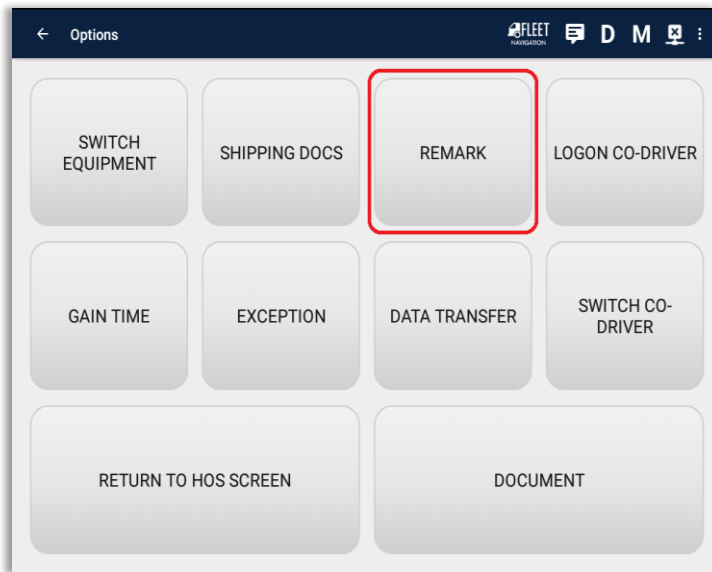 Options
FLEET
NAVIGATION
D M
SWITCH
EQUIPMENT
SHIPPING DOCS
REMARK
LOGON CO-DRIVER
GAIN TIME
EXCEPTION
DATA TRANSFER
SWITCH CO-
DRIVER
RETURN TO HOS SCREEN
DOCUMENT